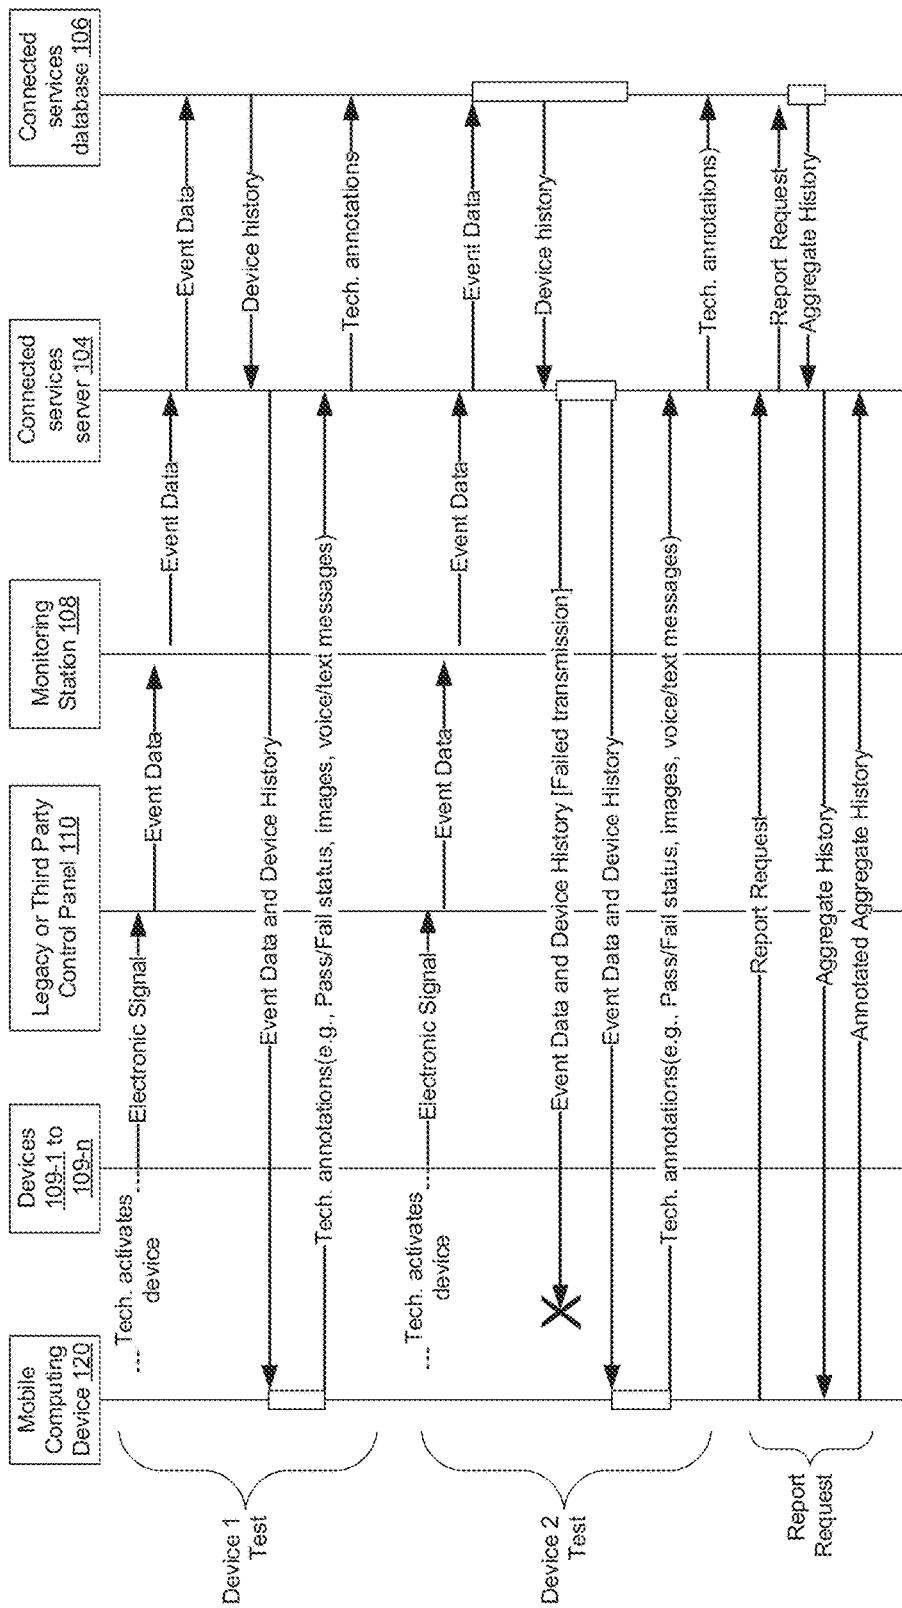 Mobile
Computing
Device 120
Devices
109-1 to
109-n
Legacy or Third Party
Control Panel 110
Monitoring
Station 108
Connected
services
server 104
Connected
services
database 106
Device 1
Test
Tech. activates
device
Electronic Signal
Event Data
Event Data
Event Data
Device history
Event Data and Device History
Tech. annotations(e.g., Pass/Fail status, images, voice/text messages)
Tech. annotations
Device 2
Test
Tech. activates
device
Electronic Signal
Event Data
Event Data
Event Data
Device history
Event Data and Device History [Failed transmission]
Event Data and Device History
Tech. annotations(e.g., Pass/Fail status, images, voice/text messages)
Tech. annotations)
Report
Request
Report Request
Report Request
Aggregate History
Aggregate History
Annotated Aggregate History